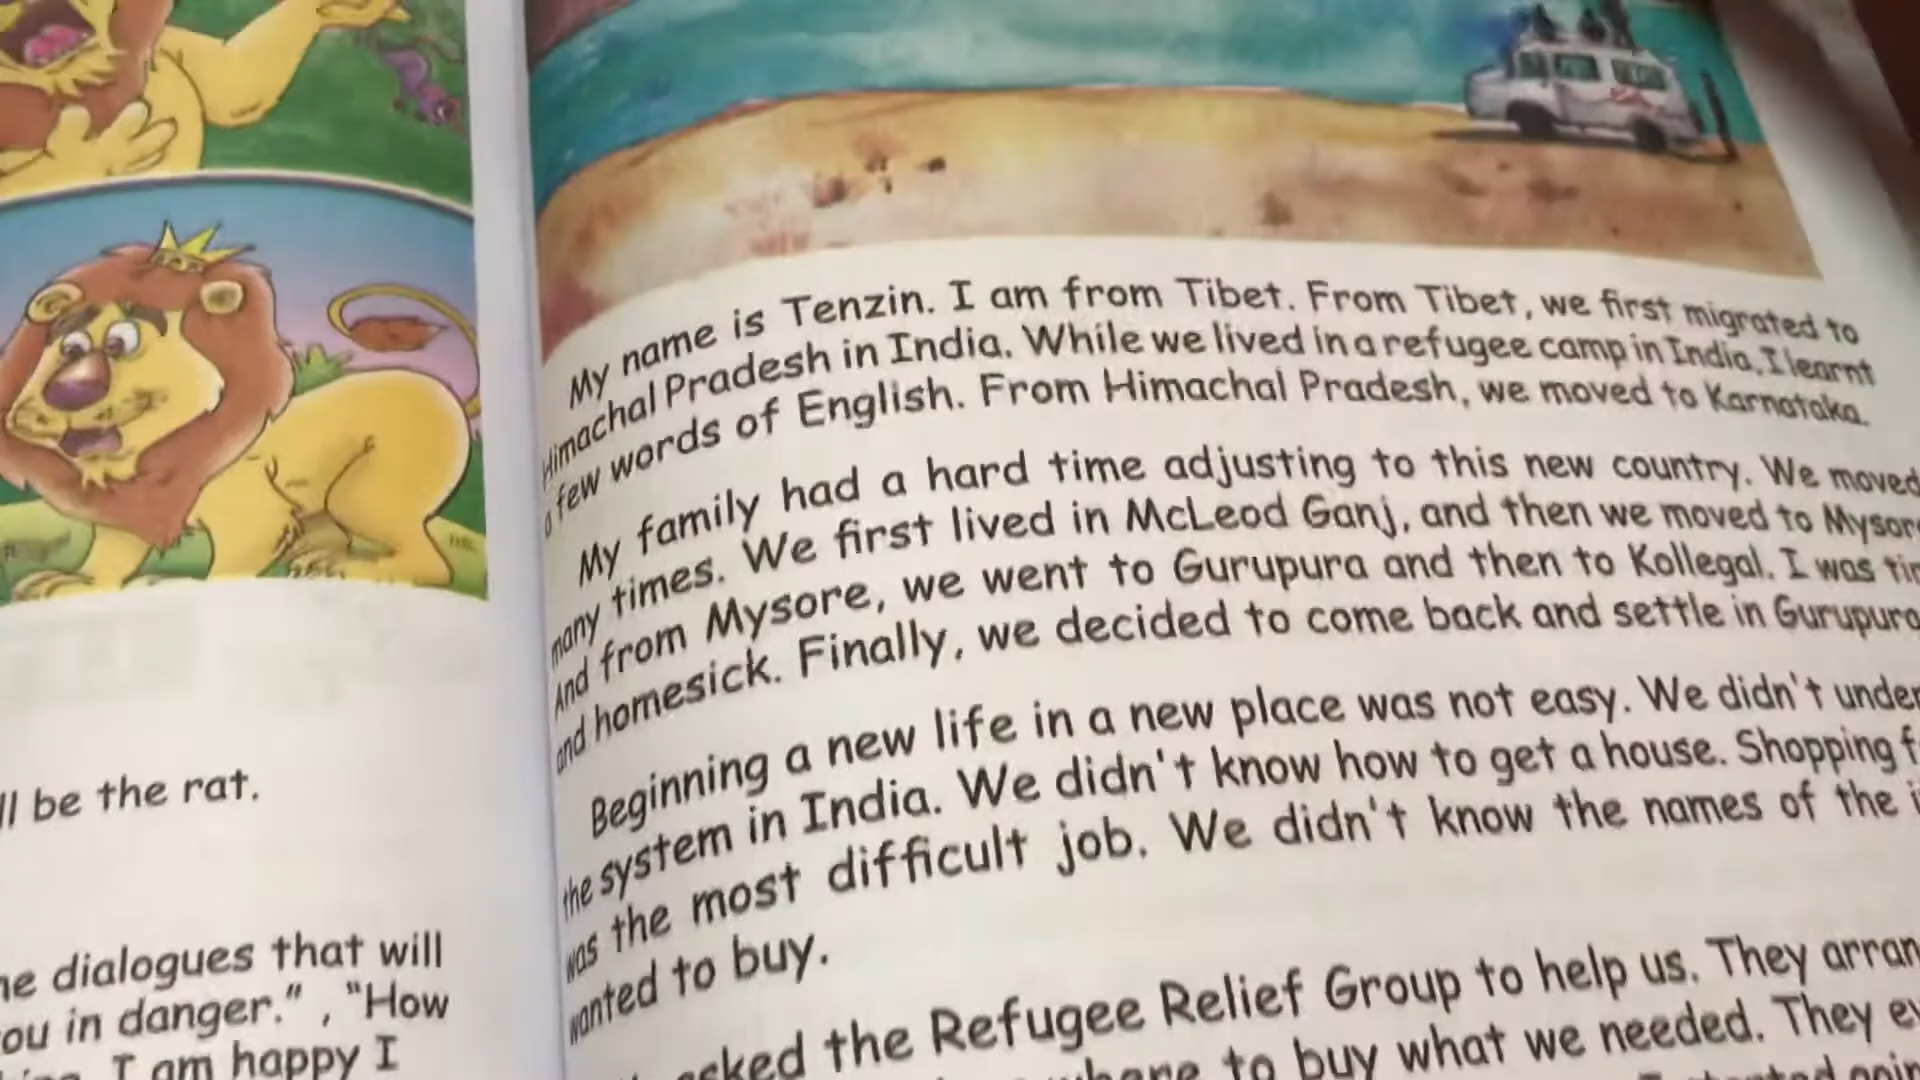 be the rat.
dialogues that will
in danger.", "How
I am happy I
My name is Tenzin. I am from Tibet. From Tibet, we first migrated to
Himachal Pradesh in India. While we lived in a refugee camp in India, I learnt
a few words of English. From Himachal Pradesh, we moved to Karnataka.
My family had a hard time adjusting to this new country. We moved
many times. We first lived in McLeod Ganj, and then we moved to Mysore
And from Mysore, we went to Gurupura and then to Kollegal. I was
and homesick. Finally, we decided to come back and settle in Gurupura
Beginning a new life in a new place was not easy. We didn't
the system in India. We didn't know how to get a house. Shopping
was the most difficult job. We didn't know the names of the
wanted to buy.
asked the Refugee Relief Group to help us. They
to buy what we needed. They